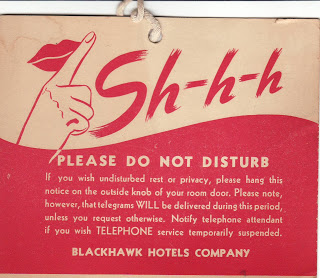 Sh-h-h
PLEASE DO NOT DISTURB
If you wish undisturbed rest or privacy, please hang this
notice on the outside knob of your room door. Please note,
however, that telegrams WILL be delivered during this period,
unless you request otherwise. Notify telephone attendant
if you wish TELEPHONE service temporarily suspended.
BLACKHAWK HOTELS COMPANY